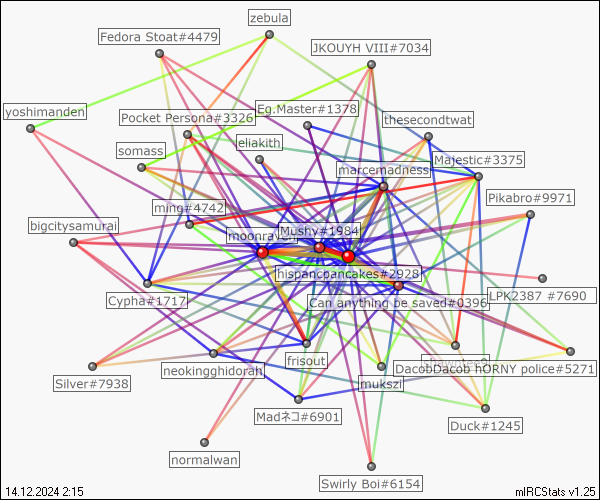 zebula
Fedora Stoat#4479
JKOUYH VIII#7034
yoshimanden
Pocket Persona#3326
Eg.Master#1378
thesecondtwat
somass
eliakith
Majestic#3375
marcemadness
Pikabro#9971
ming#4742
bigcitysamurai
moonraven
Mushy#1984
hispancpancakes#2928
LPK2387 #7690
Cypha#1717
Can anything be saved#0396
frisout
neokingghidorah
DacobDacob hORNY police#5271
Silver#7938
mukszi
Madネコ#6901
Duck#1245
normalwan
Swirly Boi#6154
14.12.2024 2:15
mIRCStats v1.25